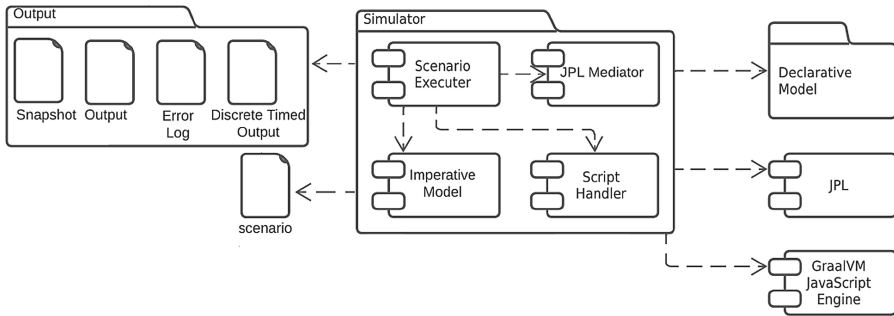 Output
Snapshot
Output
Error
Log
Discrete Timed
Output
scenario
Simulator
Scenario
Executer
JPL Mediator
Imperative
Model
Script
Handler
Declarative
Model
JPL
GraalVM
JavaScript
Engine